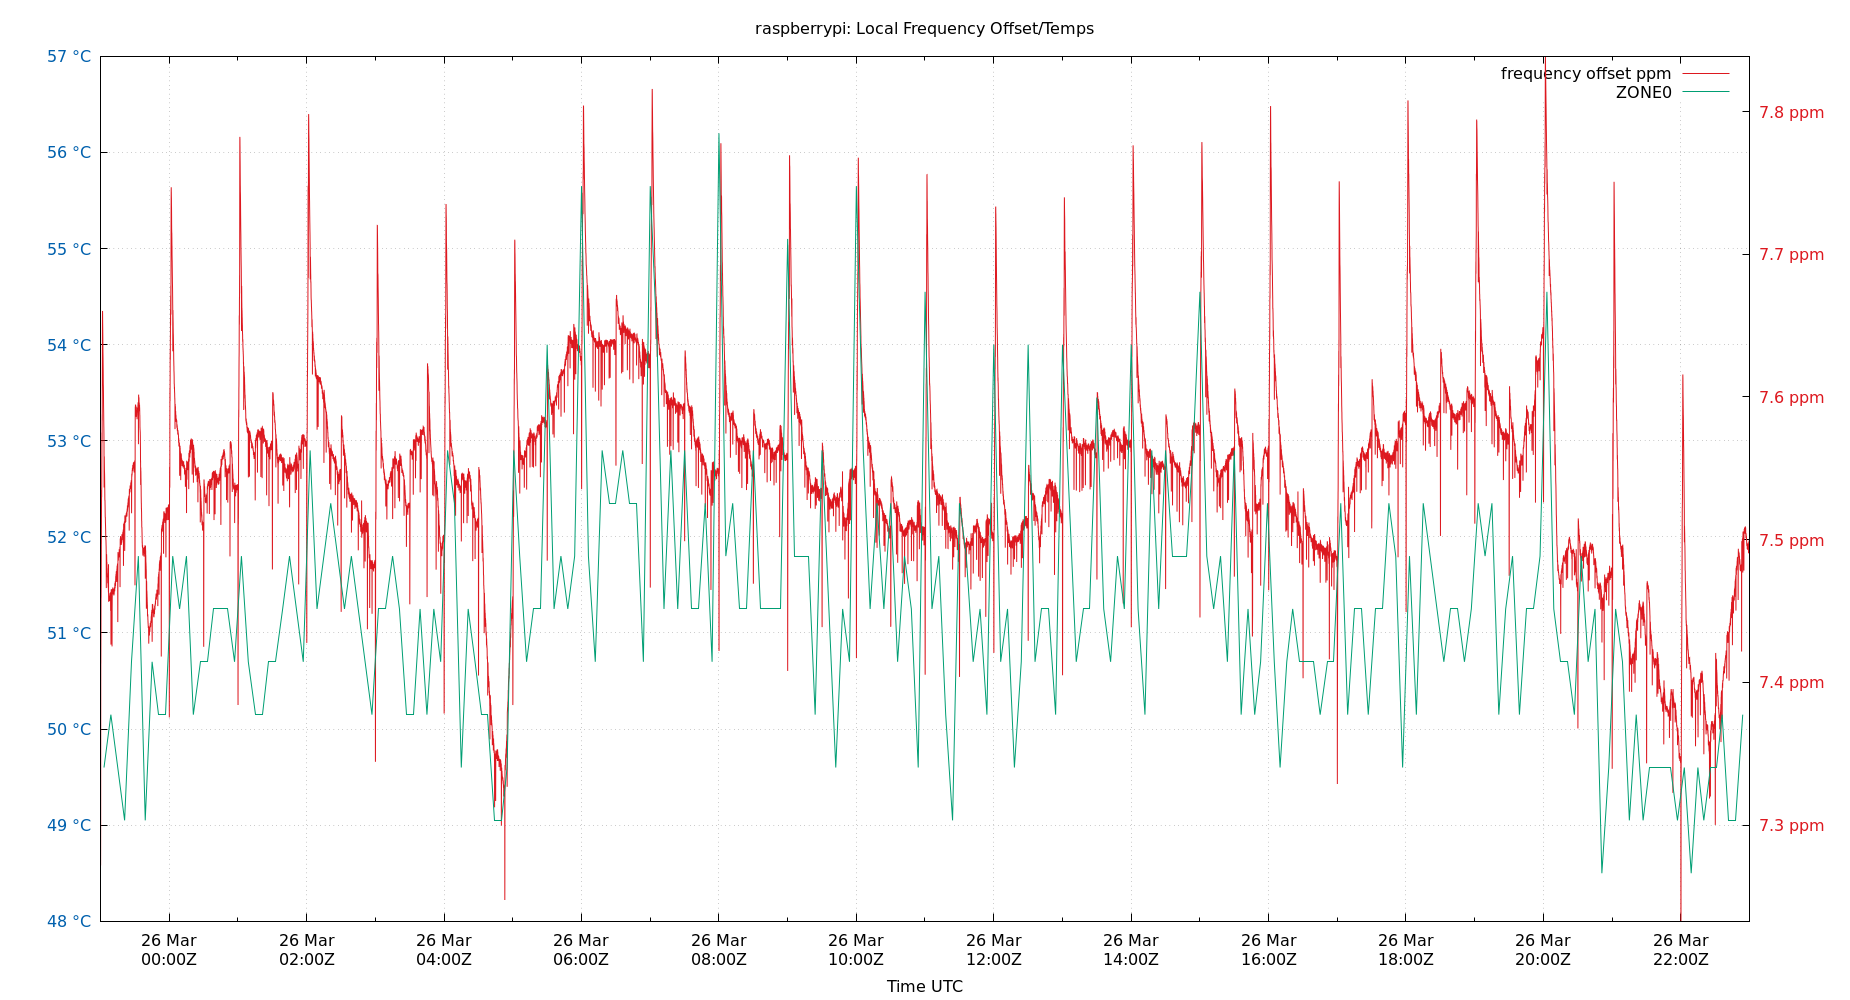 raspberrypi: Local Frequency Offset/Temps
frequency offset ppm
ZONE0
57 °C
56 °C
55 °C
54 °C
53 °C
52 °C
51 °C
50 °C
49 °C
48 °C
7.8 ppm
7.7 ppm
7.6 ppm
7.5 ppm
7.4 ppm
7.3 ppm
26 Mar
00:00Z
26 Mar
02:00Z
26 Mar
04:00Z
26 Mar
06:00Z
26 Mar
08:00Z
26 Mar
10:00Z
26 Mar
12:00Z
26 Mar
14:00Z
26 Mar
16:00Z
26 Mar
18:00Z
26 Mar
20:00Z
26 Mar
22:00Z
Time UTC